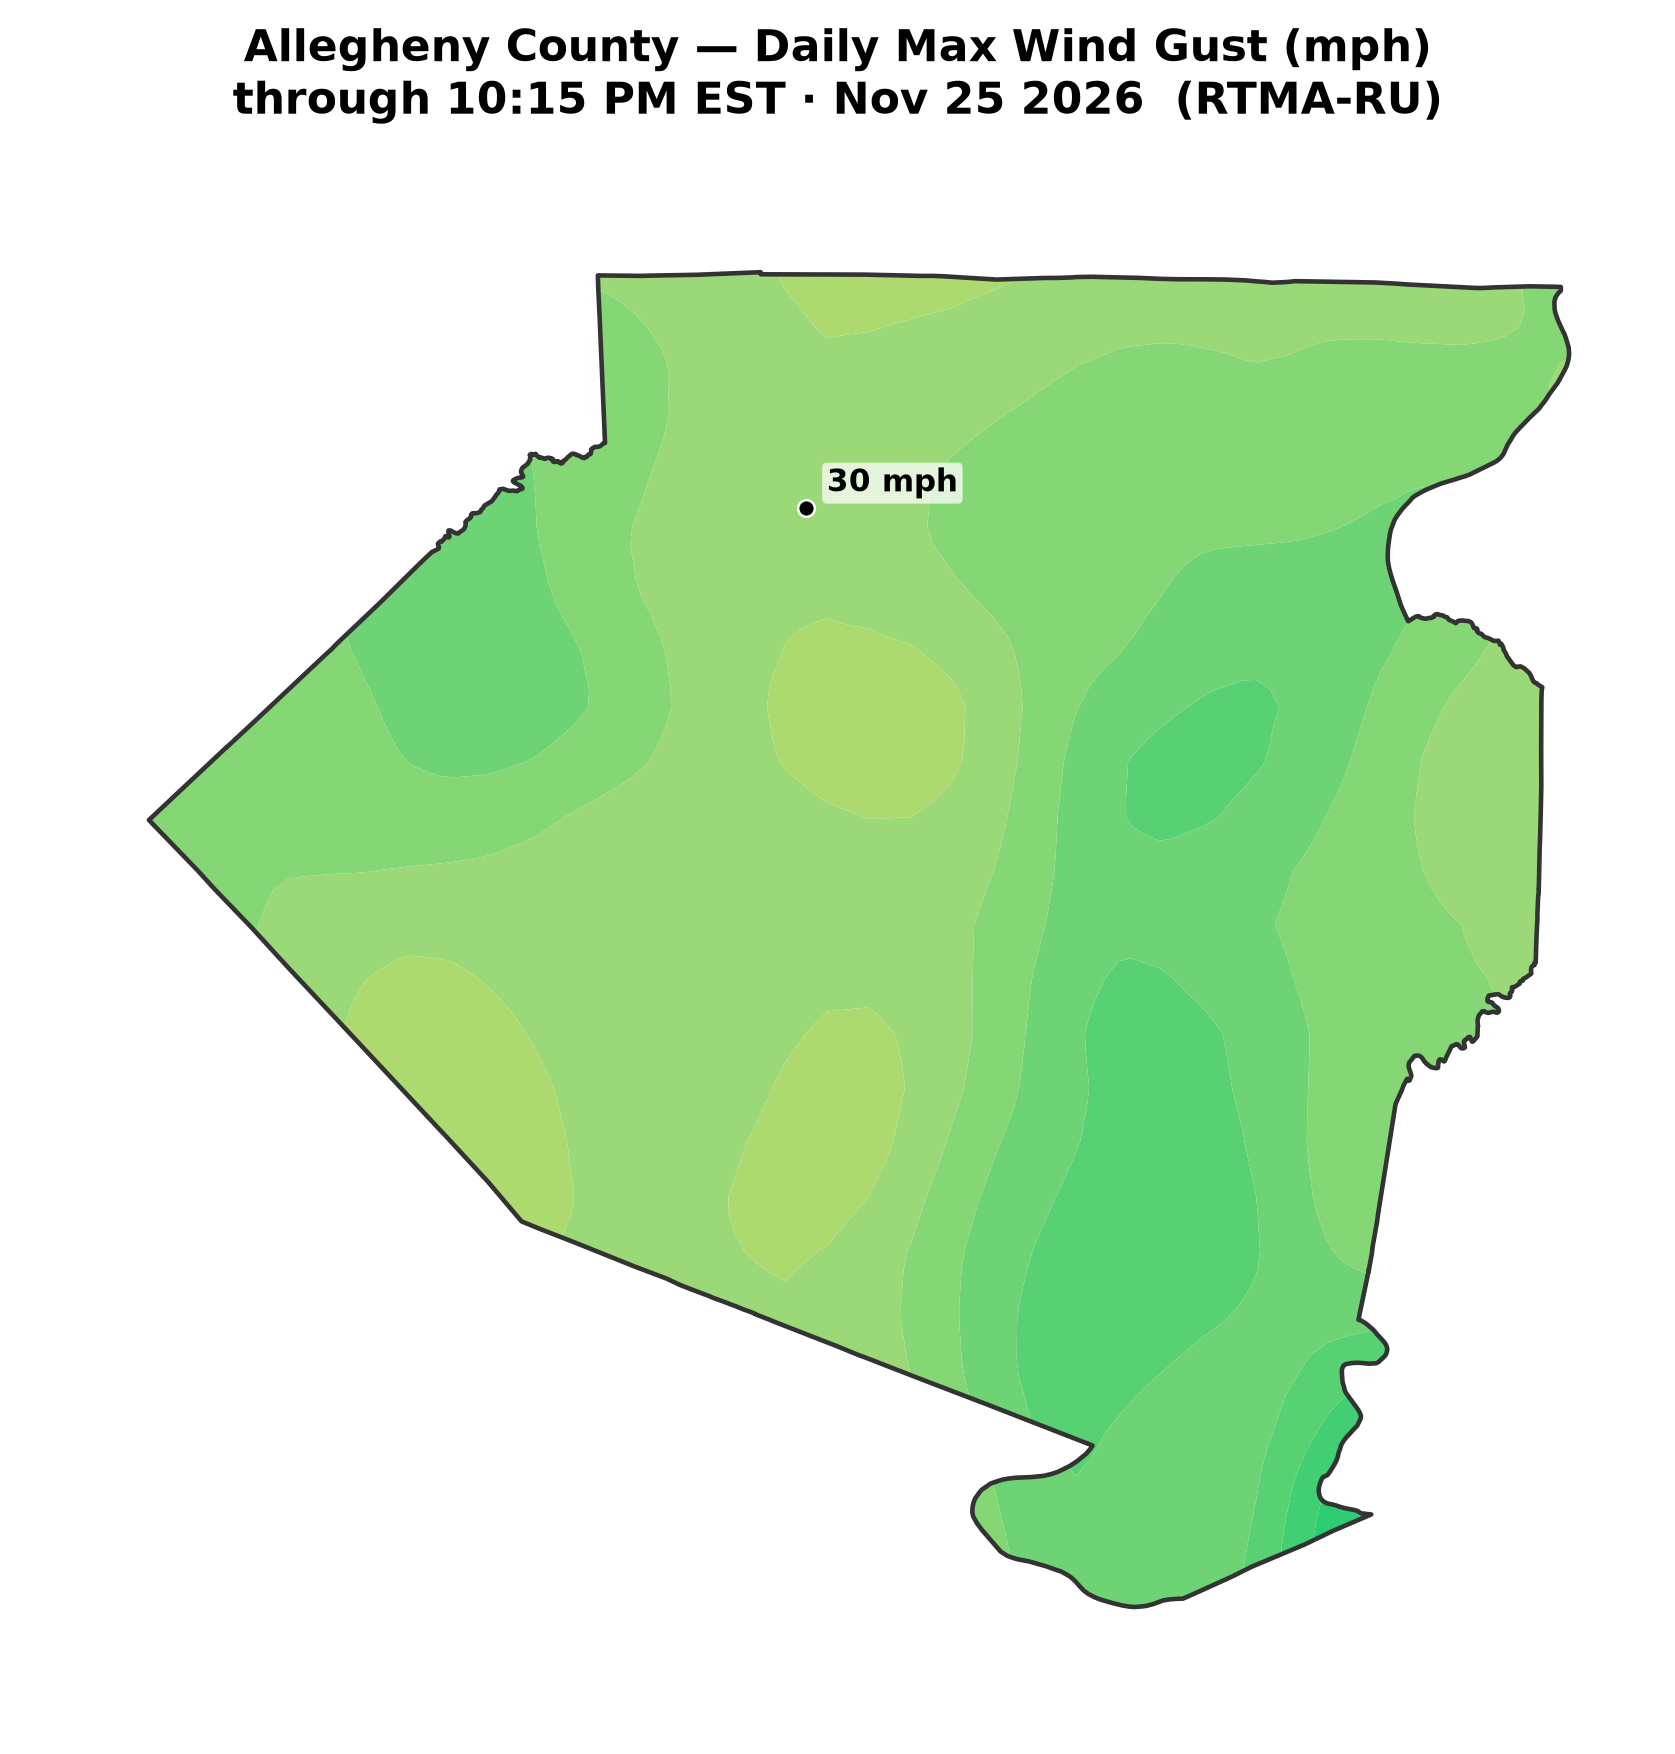 Allegheny County — Daily Max Wind Gust (mph)
through 10:15 PM EST · Nov 25 2026 (RTMA-RU)
30 mph